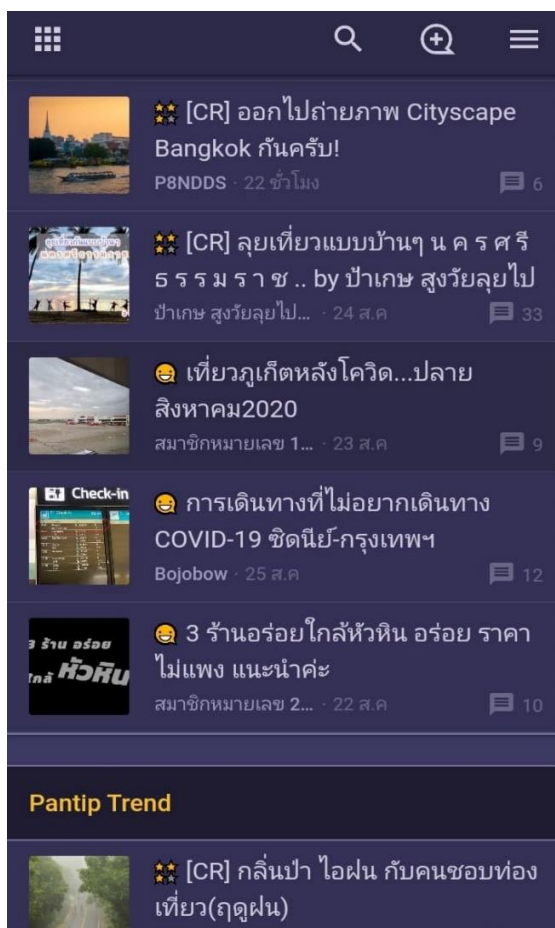 [CR] ออกไปถ่ายภาพ Cityscape
Bangkok กันครับ!
P8NDDS · 22 ชั่วโมง
6
[CR] ลุยเที่ยวแบบบ้านๆ น ค ร ศ รี
ธ ร ร ม ร า ช .. by ป้าเกษ สูงวัยลุยไป
ป้าเกษ สูงวัยลุยไป... · 24 ส.ค
33
เที่ยวภูเก็ตหลังโควิด...ปลาย
สิงหาคม2020
สมาชิกหมายเลข 1... · 23 ส.ค
9
Check-in
การเดินทางที่ไม่อยากเดินทาง
COVID-19 ซิดนีย์-กรุงเทพฯ
Bojobow · 25 ส.ค
12
3 ร้าน อร่อย
ใกล้ หัวหิน
3 ร้านอร่อยใกล้หัวหิน อร่อย ราคา
ไม่แพง แนะนำค่ะ
สมาชิกหมายเลข 2... · 22 ส.ค
10
Pantip Trend
[CR] กลิ่นป่า ไอฝน กับคนชอบท่อง
เที่ยว(ฤดูฝน)